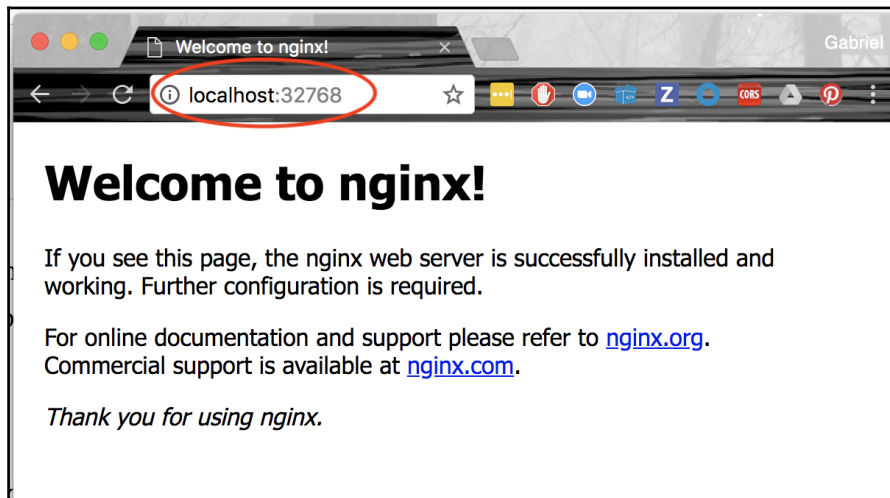 Welcome to nginx!
Gabriel
localhost:32768
Z
CORS
Welcome to nginx!
If you see this page, the nginx web server is successfully installed and
working. Further configuration is required.
For online documentation and support please refer to nginx.org.
Commercial support is available at nginx.com.
Thank you for using nginx.